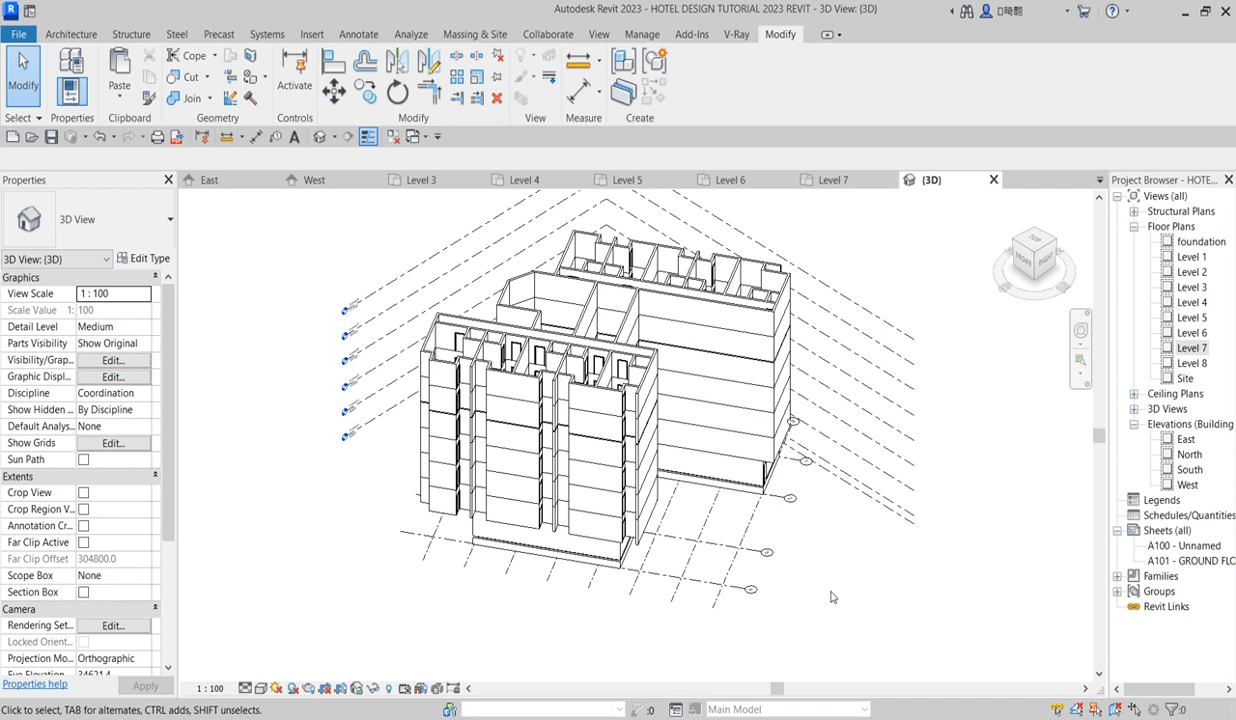 Autodesk Revit 2023 - HOTEL DESIGN TUTORIAL 2023 REVIT - 3D View: {3D}
File Architecture Structure Steel Precast Systems Insert Annotate Analyze Massing & Site Collaborate View Manage Add-Ins V-Ray Modify
Modify Paste Cope Cut Join Activate
Select Properties Clipboard Geometry Controls Modify View Measure Create
Properties
East West Level 3 Level 4 Level 5 Level 6 Level 7 {3D}
Project Browser - HOTE...
3D View
3D View: {3D} Edit Type
Graphics
View Scale 1 : 100
Scale Value 1: 100
Detail Level Medium
Parts Visibility Show Original
Visibility/Grap... Edit...
Graphic Displ... Edit...
Discipline Coordination
Show Hidden ... By Discipline
Default Analys... None
Show Grids Edit...
Sun Path
Extents
Crop View
Crop Region V...
Annotation Cr...
Far Clip Active
Far Clip Offset 304800.0
Scope Box None
Section Box
Camera
Rendering Set... Edit...
Locked Orient...
Projection Mo... Orthographic
Properties help Apply
TOP
FRONT RIGHT
Views (all)
Structural Plans
Floor Plans
foundation
Level 1
Level 2
Level 3
Level 4
Level 5
Level 6
Level 7
Level 8
Site
Ceiling Plans
3D Views
Elevations (Building
East
North
South
West
Legends
Schedules/Quantities
Sheets (all)
A100 - Unnamed
A101 - GROUND FLO
Families
Groups
Revit Links
1 : 100
Click to select, TAB for alternates, CTRL adds, SHIFT unselects. :0 Main Model :0